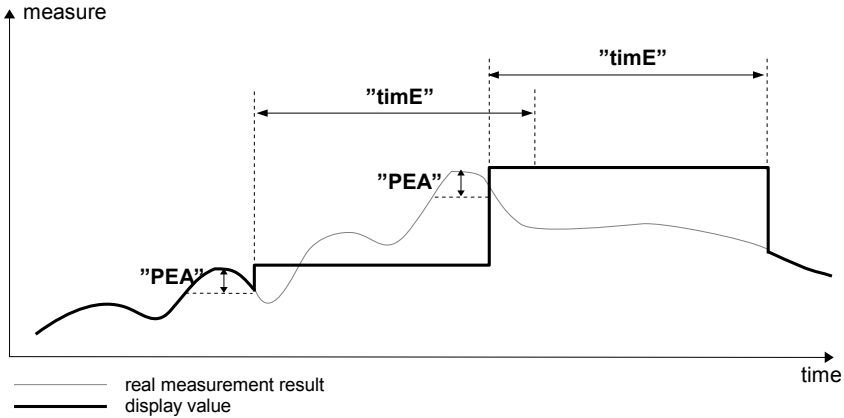 measure
”timE”
”timE”
”PEA”
”PEA”
time
real measurement result
display value